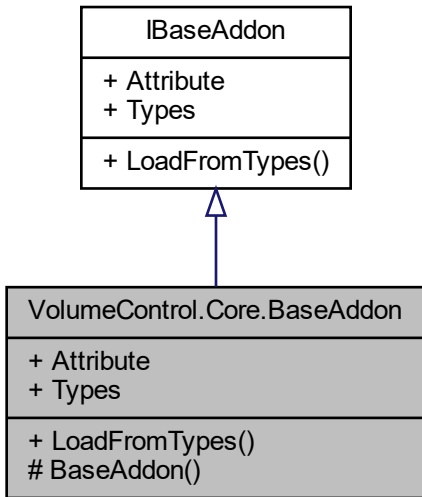 IBaseAddon
+ Attribute
+ Types
+ LoadFromTypes()
VolumeControl.Core.BaseAddon
+ Attribute
+ Types
+ LoadFromTypes()
# BaseAddon()